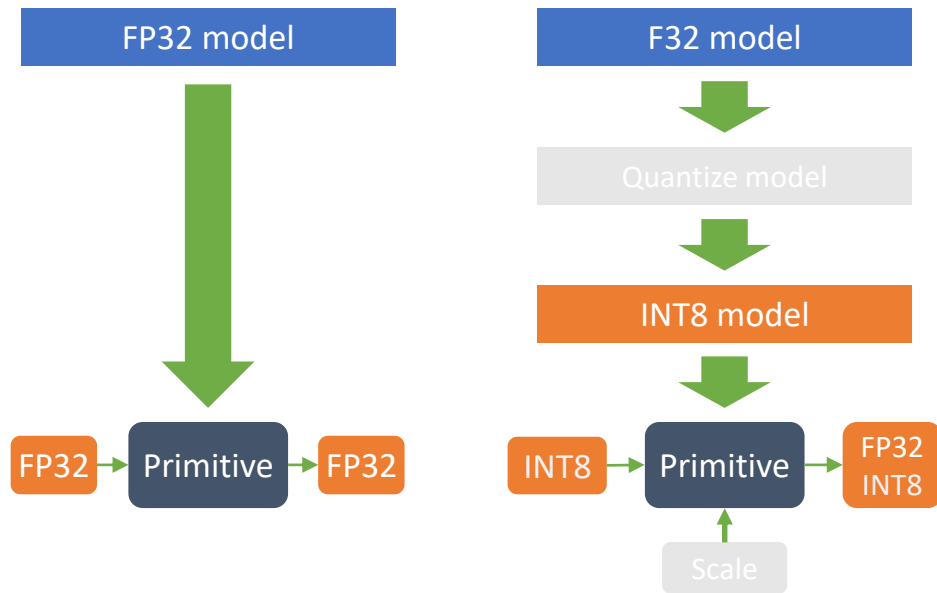 FP32 model
FP32
Primitive
FP32
F32 model
Quantize model
INT8 model
INT8
Primitive
FP32
INT8
Scale